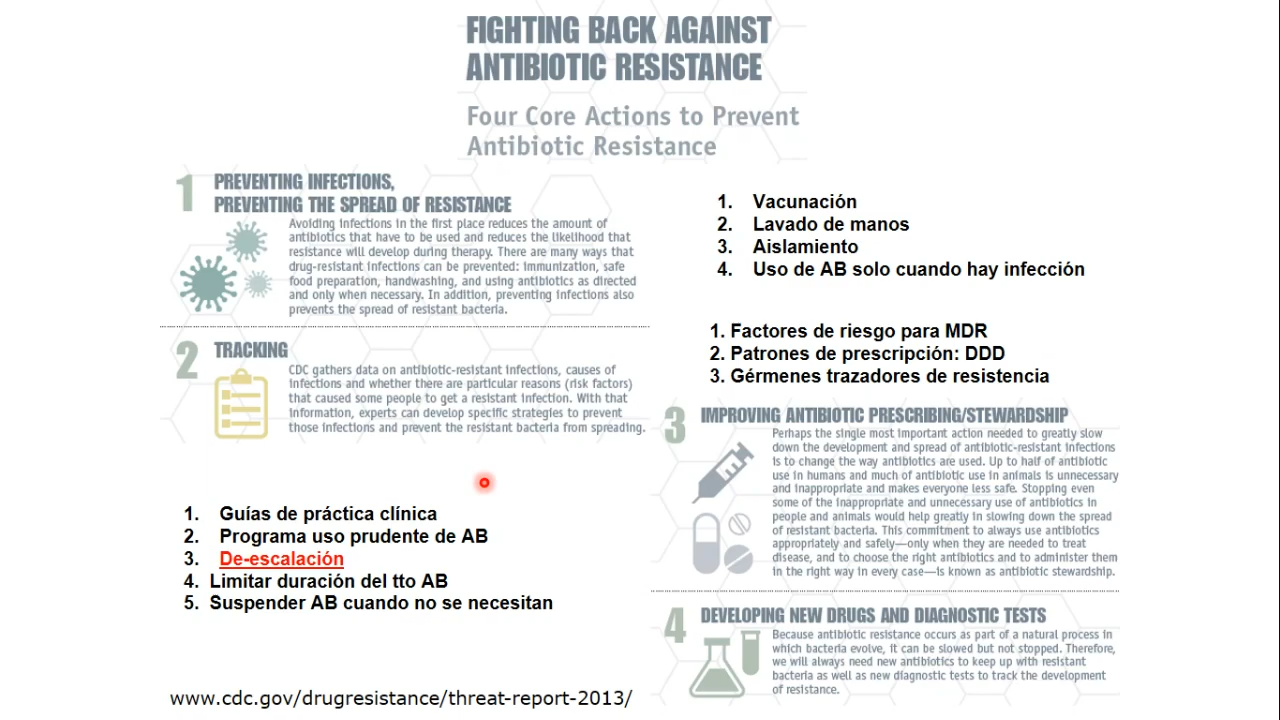 FIGHTING BACK AGAINST
ANTIBIOTIC RESISTANCE
Four Core Actions to Prevent
Antibiotic Resistance
1 PREVENTING INFECTIONS,
PREVENTING THE SPREAD OF RESISTANCE
Avoiding infections in the first place reduces the amount of
antibiotics that have to be used and reduces the likelihood that
resistance will develop during therapy. There are many ways that
drug-resistant infections can be prevented: immunization, safe
food preparation, handwashing, and using antibiotics as directed
and only when necessary. In addition, preventing infections also
prevents the spread of resistant bacteria.
1. Vacunación
2. Lavado de manos
3. Aislamiento
4. Uso de AB solo cuando hay infección
2 TRACKING
CDC gathers data on antibiotic-resistant infections, causes of
infections and whether there are particular reasons (risk factors)
that caused some people to get a resistant infection. With that
information, experts can develop specific strategies to prevent
those infections and prevent the resistant bacteria from spreading.
1. Factores de riesgo para MDR
2. Patrones de prescripción: DDD
3. Gérmenes trazadores de resistencia
3 IMPROVING ANTIBIOTIC PRESCRIBING/STEWARDSHIP
Perhaps the single most important action needed to greatly slow
down the development and spread of antibiotic-resistant infections
is to change the way antibiotics are used. Up to half of antibiotic
use in humans and much of antibiotic use in animals is unnecessary
and inappropriate and makes everyone less safe. Stopping even
some of the inappropriate and unnecessary use of antibiotics in
people and animals would help greatly in slowing down the spread
of resistant bacteria. This commitment to always use antibiotics
appropriately and safely—only when they are needed to treat
disease, and to choose the right antibiotics and to administer them
in the right way in every case—is known as antibiotic stewardship.
1. Guías de práctica clínica
2. Programa uso prudente de AB
3. De-escalación
4. Limitar duración del tto AB
5. Suspender AB cuando no se necesitan
4 DEVELOPING NEW DRUGS AND DIAGNOSTIC TESTS
Because antibiotic resistance occurs as part of a natural process in
which bacteria evolve, it can be slowed but not stopped. Therefore,
we will always need new antibiotics to keep up with resistant
bacteria as well as new diagnostic tests to track the development
of resistance.
www.cdc.gov/drugresistance/threat-report-2013/